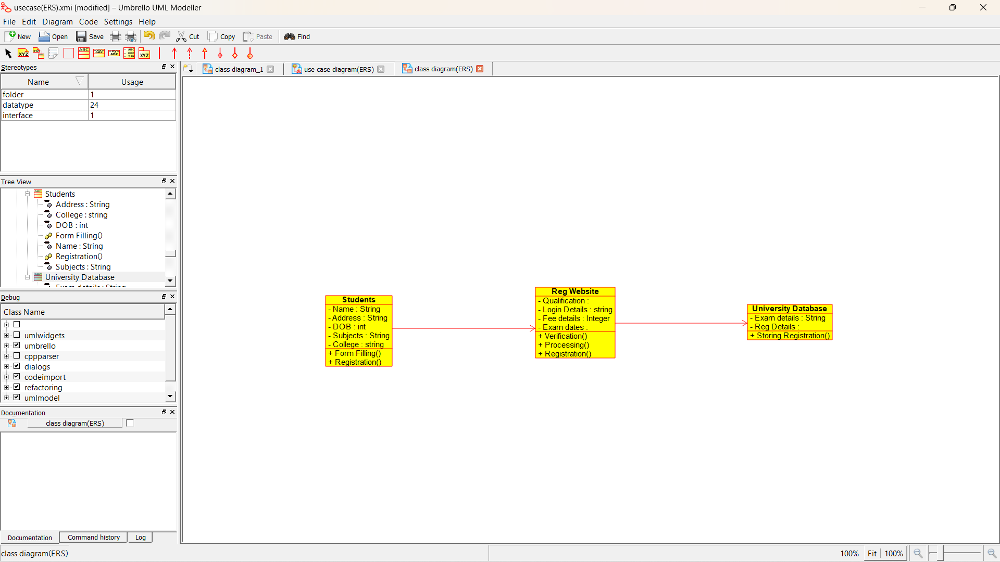 usecase(ERS).xmi [modified] – Umbrello UML Modeller
File Edit Diagram Code Settings Help
New Open Save Cut Copy Paste Find
Stereotypes
Name Usage
folder 1
datatype 24
interface 1
Tree View
Students
Address : String
College : string
DOB : int
Form Filling()
Name : String
Registration()
Subjects : String
University Database
Exam details : String
Debug
Class Name
umlwidgets
umbrello
cppparser
dialogs
codeimport
refactoring
umlmodel
Documentation
class diagram(ERS)
Documentation Command history Log
class diagram(ERS)
class diagram_1 use case diagram(ERS) class diagram(ERS)
Students
- Name : String
- Address : String
- DOB : int
- Subjects : String
- College : string
+ Form Filling()
+ Registration()
Reg Website
- Qualification :
- Login Details : string
- Fee details : Integer
- Exam dates :
+ Verification()
+ Processing()
+ Registration()
University Database
- Exam details : String
- Reg Details :
+ Storing Registration()
100% Fit 100%